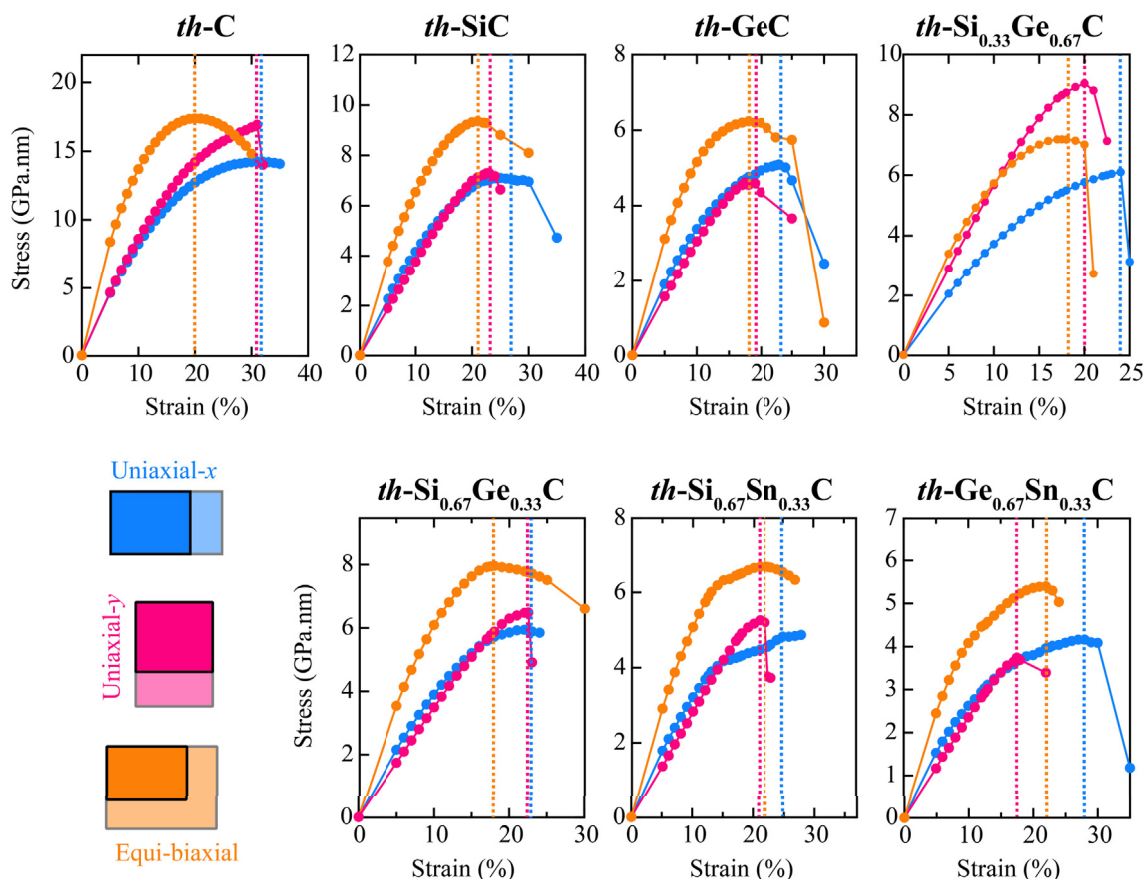 th-C
th-SiC
th-GeC
th-Si0.33Ge0.67C
Stress (GPa.nm)
20
15
10
5
0
0 10 20 30 40
Strain (%)
12
10
8
6
4
2
0
0 10 20 30 40
Strain (%)
8
6
4
2
0
0 10 20 30
Strain (%)
10
8
6
4
2
0
0 5 10 15 20 25
Strain (%)
Uniaxial-x
Uniaxial-y
Equi-biaxial
th-Si0.67Ge0.33C
th-Si0.67Sn0.33C
th-Ge0.67Sn0.33C
Stress (GPa.nm)
8
6
4
2
0
0 10 20 30
Strain (%)
8
6
4
2
0
0 10 20 30
Strain (%)
7
6
5
4
3
2
1
0
0 10 20 30
Strain (%)